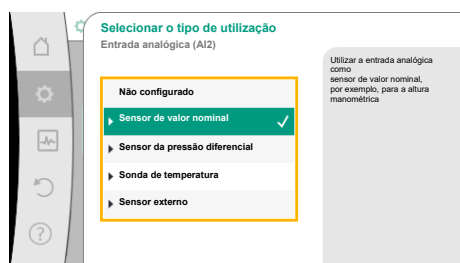 Selecionar o tipo de utilização
Entrada analógica (AI2)
Não configurado
Sensor de valor nominal
Sensor da pressão diferencial
Sonda de temperatura
Sensor externo
Utilizar a entrada analógica
como
sensor de valor nominal,
por exemplo, para a altura
manométrica
?